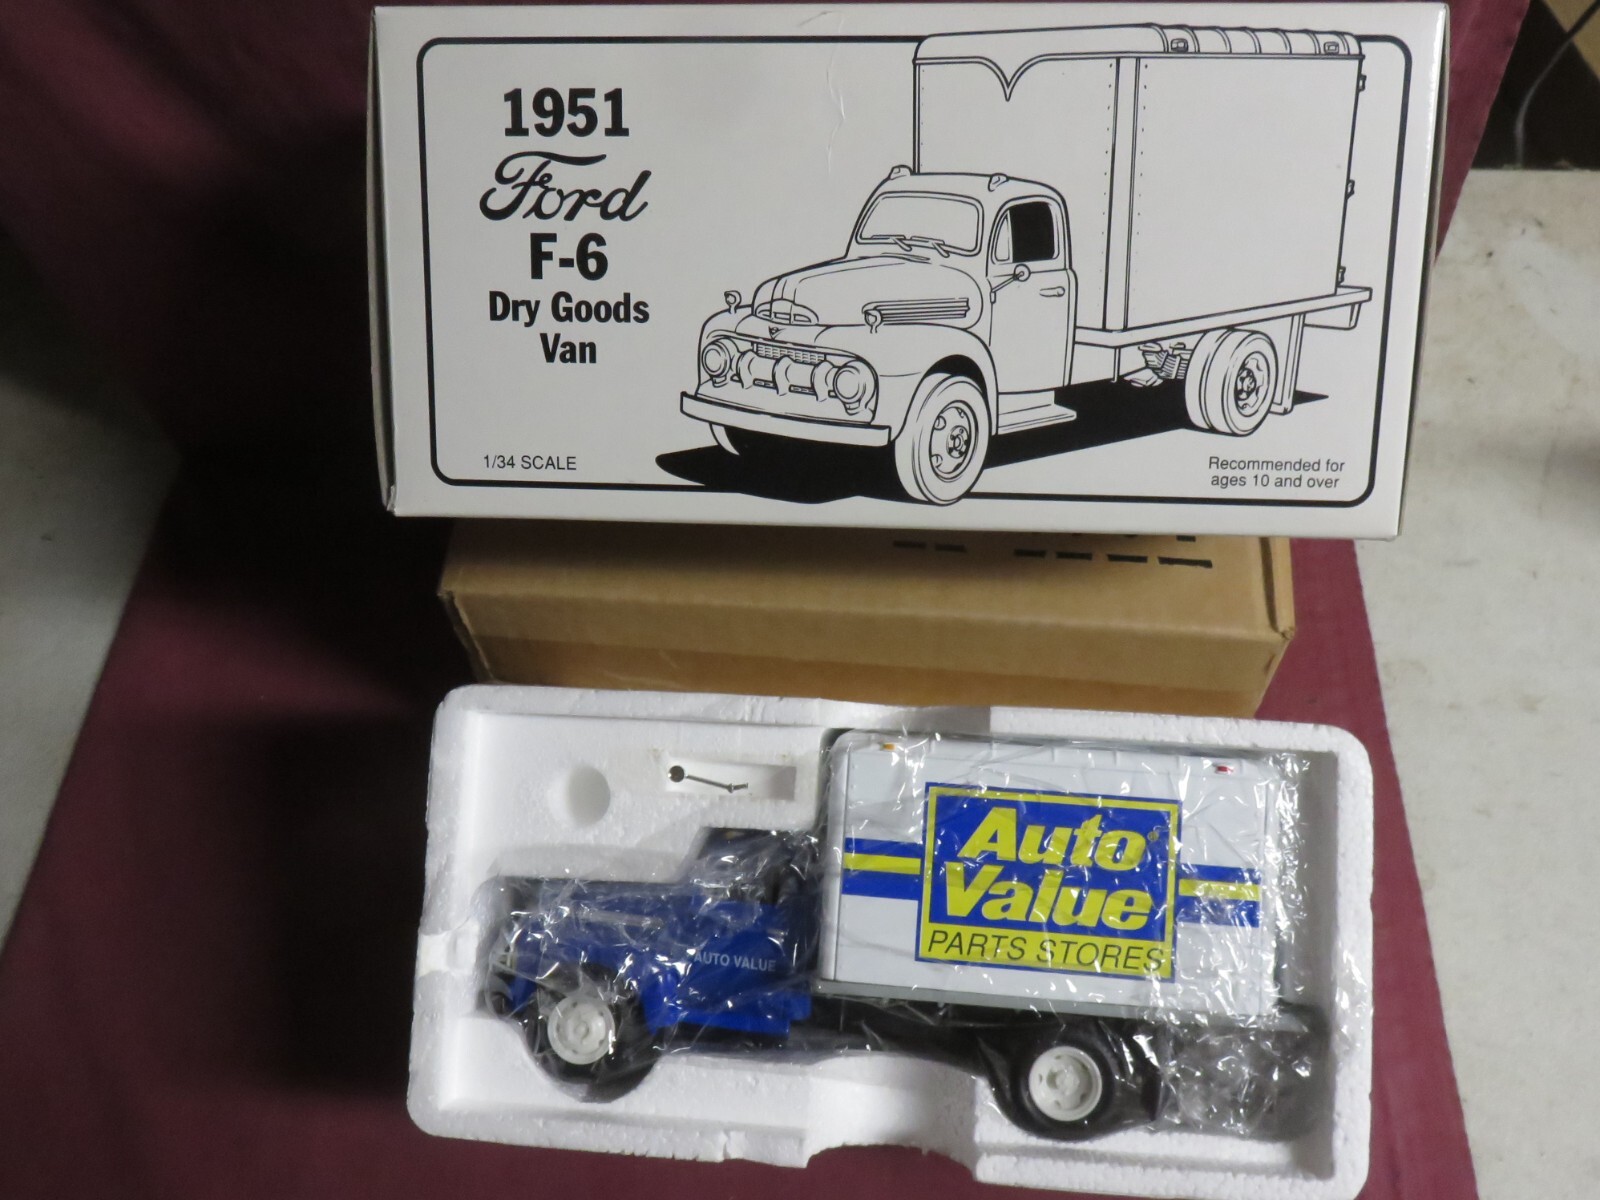 1951
Ford
F-6
Dry Goods
Van
1/34 SCALE
Recommended for
ages 10 and over
Auto
Value®
PARTS STORES
AUTO VALUE